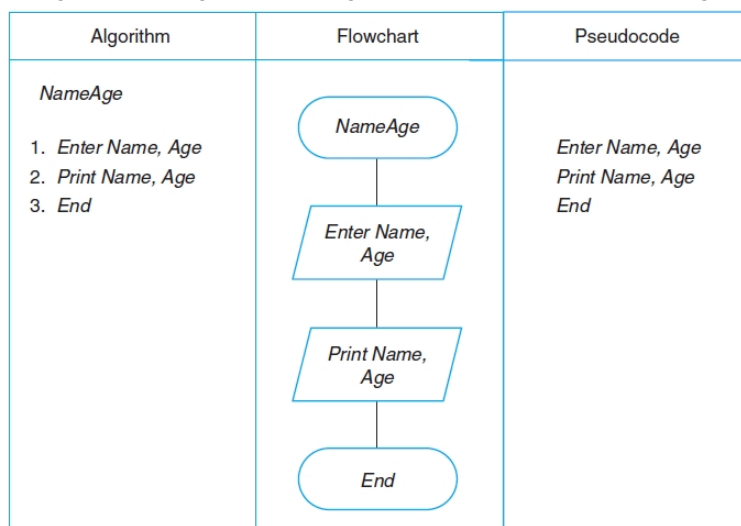 Algorithm
Flowchart
Pseudocode
NameAge
1. Enter Name, Age
2. Print Name, Age
3. End
NameAge
Enter Name,
Age
Print Name,
Age
End
Enter Name, Age
Print Name, Age
End